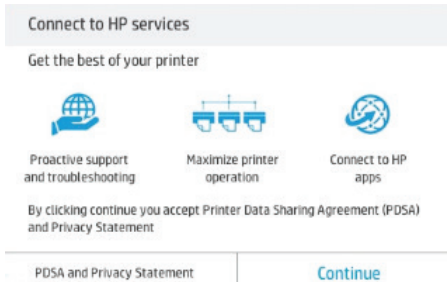 Connect to HP services
Get the best of your printer
Proactive support
and troubleshooting
Maximize printer
operation
Connect to HP
apps
By clicking continue you accept Printer Data Sharing Agreement (PDSA)
and Privacy Statement
PDSA and Privacy Statement
Continue